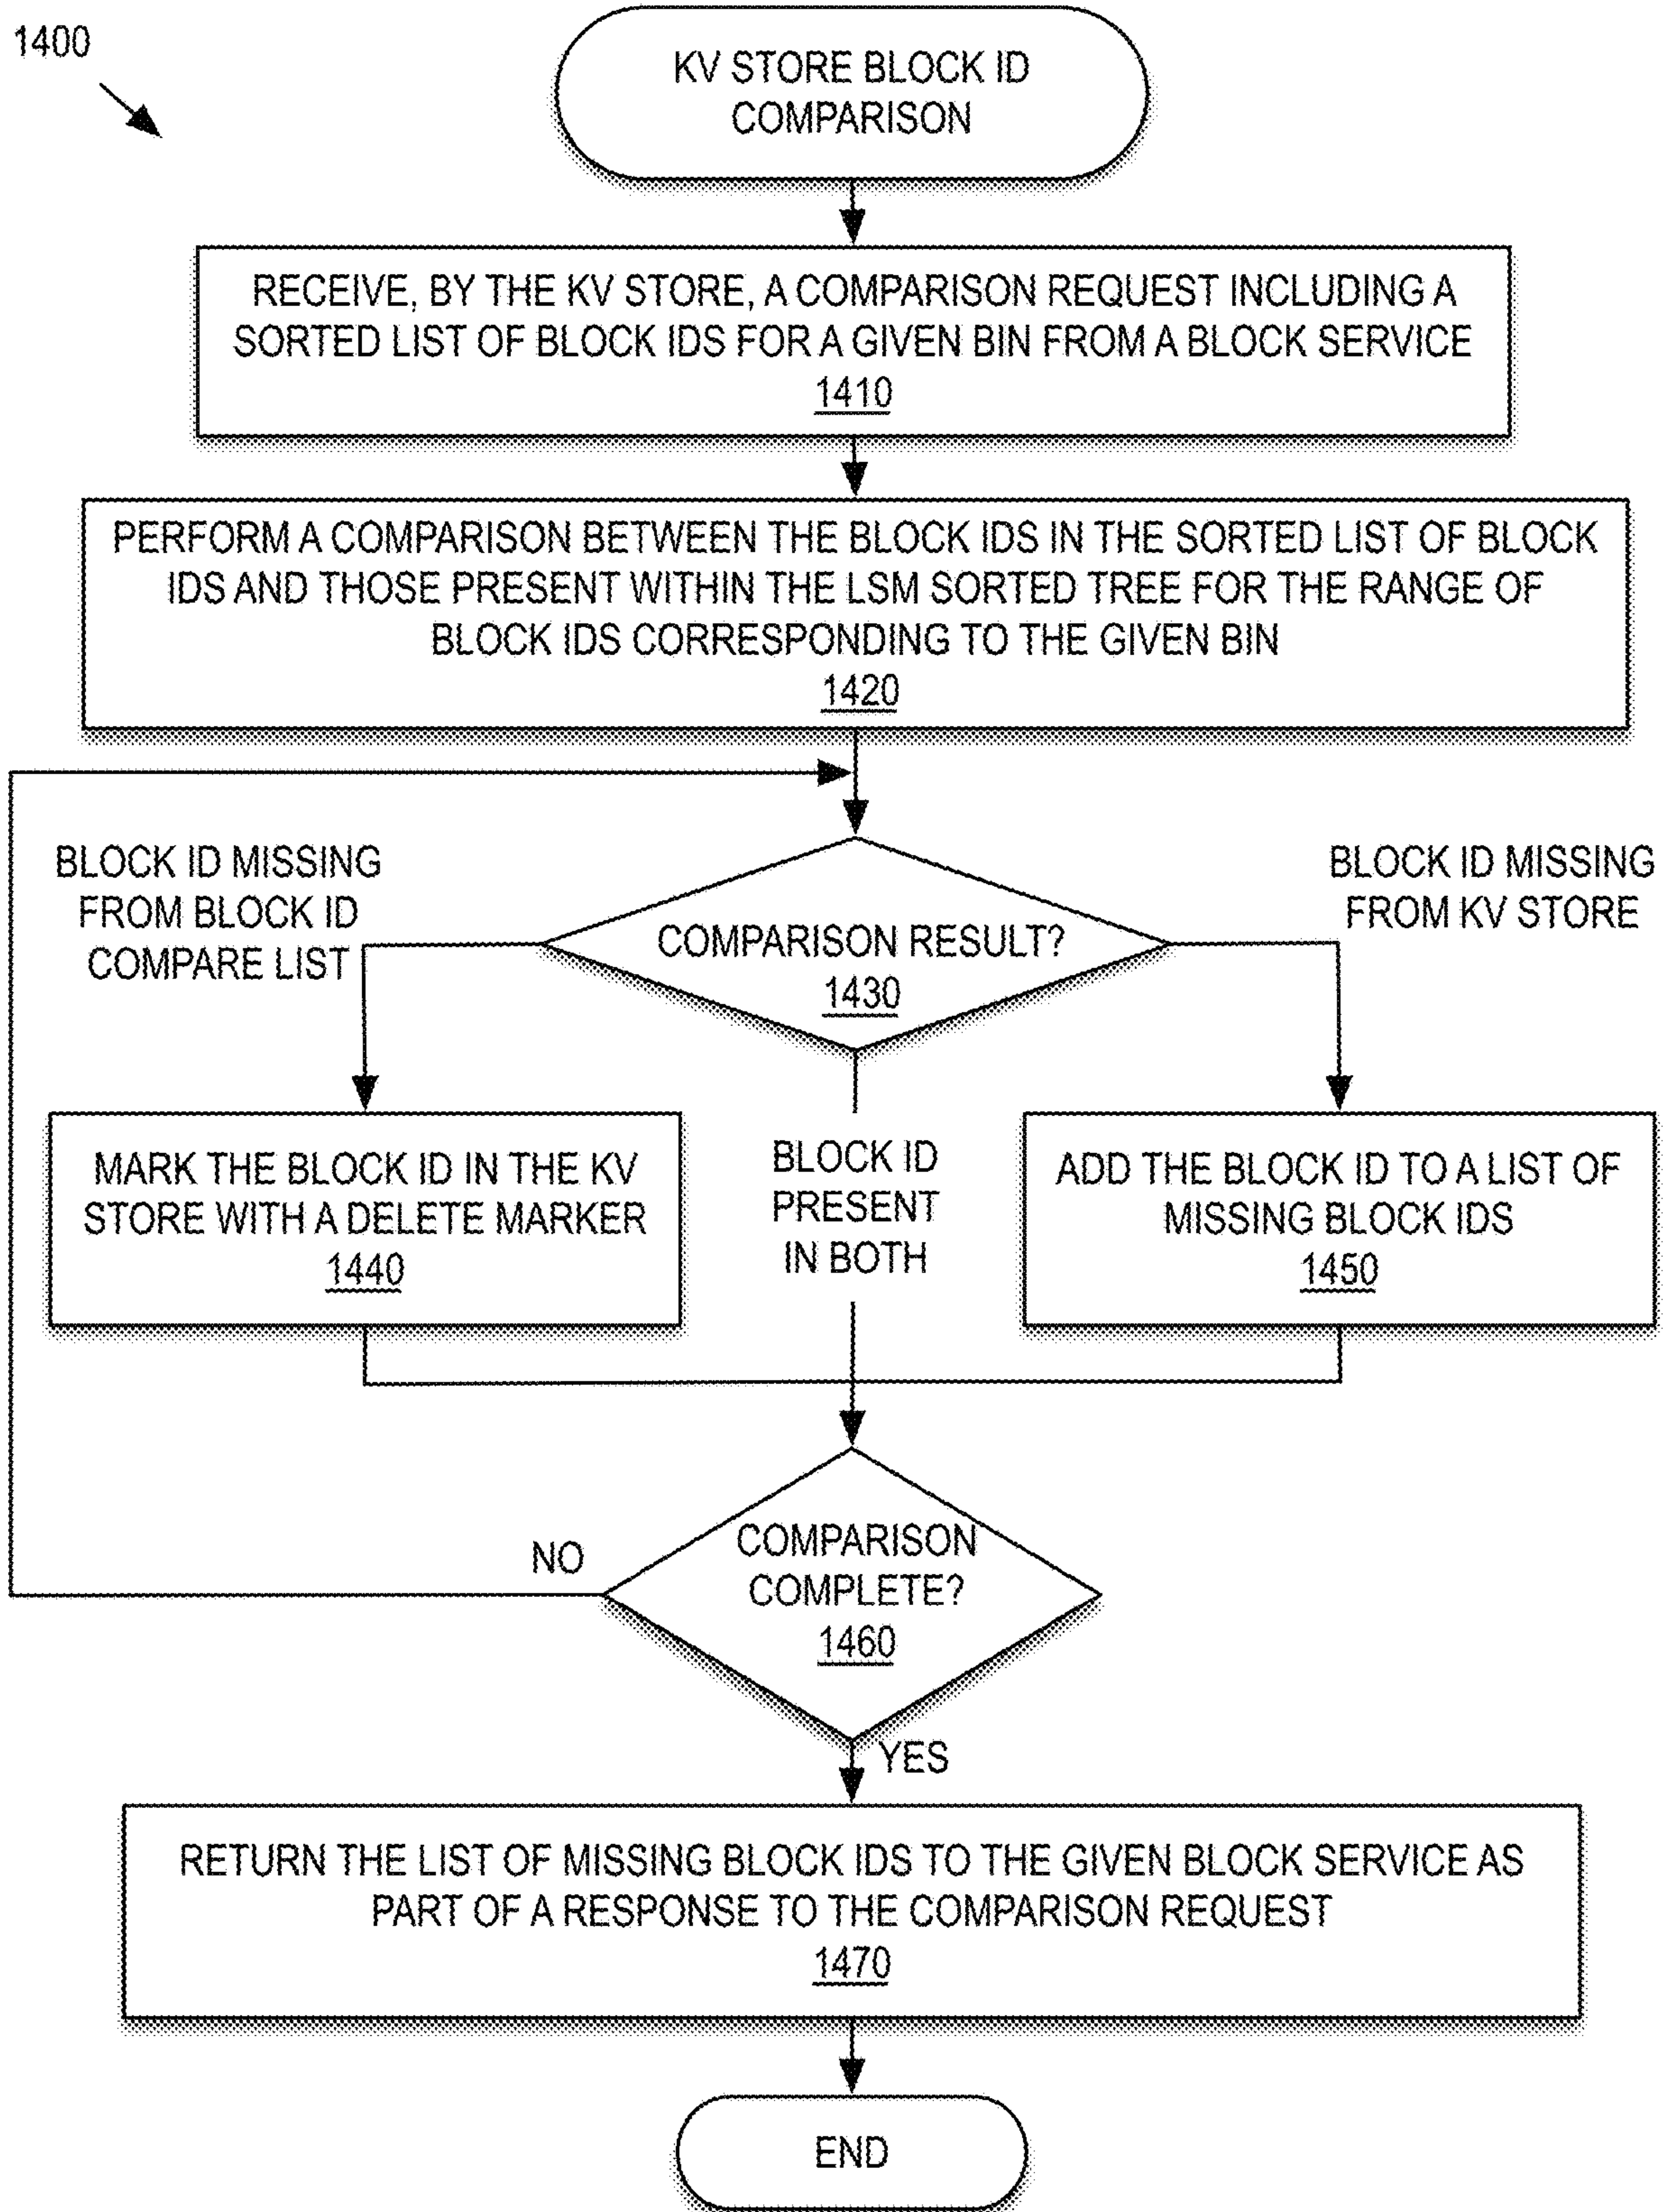 1400
KV STORE BLOCK ID
COMPARISON
RECEIVE, BY THE KV STORE, A COMPARISON REQUEST INCLUDING A
SORTED LIST OF BLOCK IDS FOR A GIVEN BIN FROM A BLOCK SERVICE
1410
PERFORM A COMPARISON BETWEEN THE BLOCK IDS IN THE SORTED LIST OF BLOCK
IDS AND THOSE PRESENT WITHIN THE LSM SORTED TREE FOR THE RANGE OF
BLOCK IDS CORRESPONDING TO THE GIVEN BIN
1420
BLOCK ID MISSING
FROM BLOCK ID
COMPARE LIST
COMPARISON RESULT?
1430
BLOCK ID MISSING
FROM KV STORE
MARK THE BLOCK ID IN THE KV
STORE WITH A DELETE MARKER
1440
BLOCK ID
PRESENT
IN BOTH
ADD THE BLOCK ID TO A LIST OF
MISSING BLOCK IDS
1450
NO
COMPARISON
COMPLETE?
1460
YES
RETURN THE LIST OF MISSING BLOCK IDS TO THE GIVEN BLOCK SERVICE AS
PART OF A RESPONSE TO THE COMPARISON REQUEST
1470
END